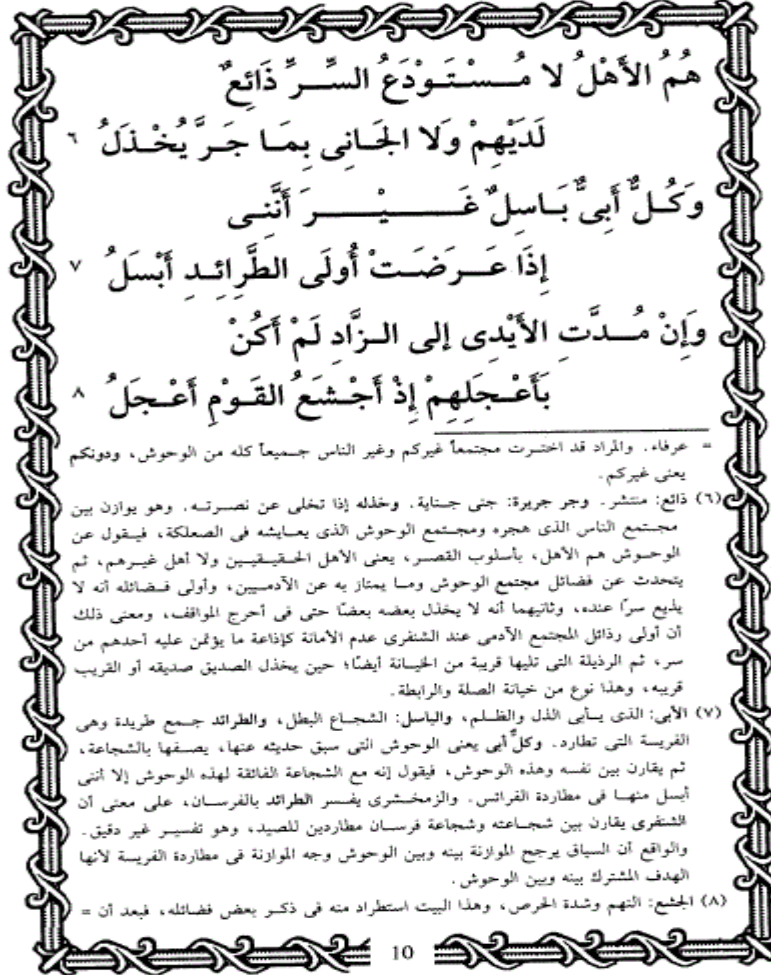 هُمُ الأَهْلُ لا مُسْتَوْدَعُ السِّرِّ ذَائِعٌ
لَدَيْهِمْ وَلا الجَانِى بِمَا جَرَّ يُخْذَلُ ٦
وَكُلٌّ أَبِىٌّ بَاسِلٌ غَيْرَ أَنَّنِى
إِذَا عَرَضَتْ أُولَى الطَّرِائِدِ أَبْسَلُ ٧
وَإِنْ مُدَّتِ الأَيْدِى إلى الزَّادِ لَمْ أَكُنْ
بَأَعْجَلِهِمْ إِذْ أَجْشَعُ القَوْمِ أَعْجَلُ ٨
= عرفاء. والمراد قد اخترت مجتمعاً غيركم وغير الناس جميعاً كله من الوحوش، ودونكم
يعنى غيركم.
(٦) ذائع: منتشر. وجر جريرة: جنى جناية. وخذله إذا تخلى عن نصرته. وهو يوازن بين
مجتمع الناس الذى هجره ومجتمع الوحوش الذى يعايشه فى الصعلكة، فيقول عن
الوحوش هم الأهل، بأسلوب القصر، يعنى الأهل الحقيقيين ولا أهل غيرهم، ثم
يتحدث عن فضائل مجتمع الوحوش وما يمتاز به عن الآدميين، وأولى فضائله أنه لا
يذيع سرّا عنده، وثانيهما أنه لا يخذل بعضه بعضًا حتى فى أحرج المواقف، ومعنى ذلك
أن أولى رذائل المجتمع الآدمى عند الشنفرى عدم الأمانة كإذاعة ما يؤتمن عليه أحدهم من
سر، ثم الرذيلة التى تليها قريبة من الخيانة أيضًا؛ حين يخذل الصديق صديقه أو القريب
قريبه، وهذا نوع من خيانة الصلة والرابطة.
(٧) الأبى: الذى يأبى الذل والظلم، والباسل: الشجاع البطل، والطرائد جمع طريدة وهى
الفريسة التى تطارد. وكلٌّ أبى يعنى الوحوش التى سبق حديثه عنها، يصفها بالشجاعة،
ثم يقارن بين نفسه وهذه الوحوش، فيقول إنه مع الشجاعة الفائقة لهذه الوحوش إلا أننى
أبسل منها فى مطاردة الفرائس. والزمخشرى يفسر الطرائد بالفرسان، على معنى أن
الشنفرى يقارن بين شجاعته وشجاعة فرسان مطاردين للصيد، وهو تفسير غير دقيق.
والواقع أن السياق يرجح الموازنة بينه وبين الوحوش وجه الموازنة فى مطاردة الفريسة لأنها
الهدف المشترك بينه وبين الوحوش.
(٨) الجشع: النهم وشدة الحرص، وهذا البيت استطراد منه فى ذكر بعض فضائله، فبعد أن =
10